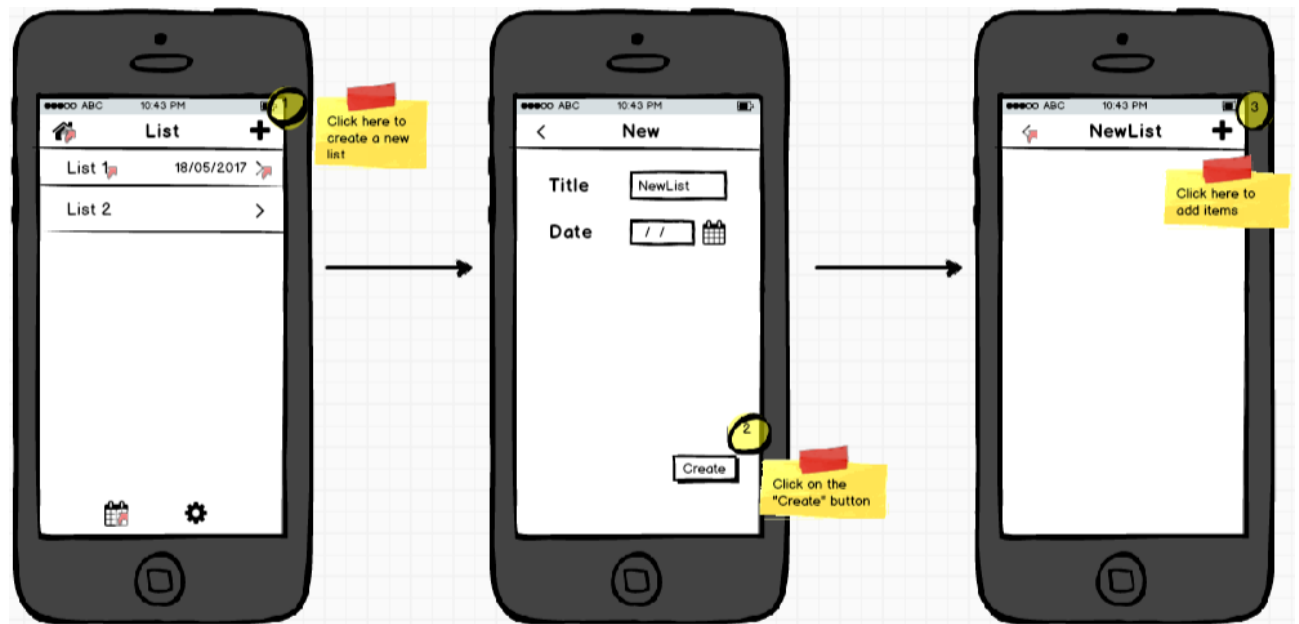 ABC 10:43 PM
List
1
List 1 18/05/2017
List 2
Click here to
create a new
list
ABC 10:43 PM
New
Title NewList
Date / /
2
Create
Click on the
"Create" button
ABC 10:43 PM
3
NewList
Click here to
add items